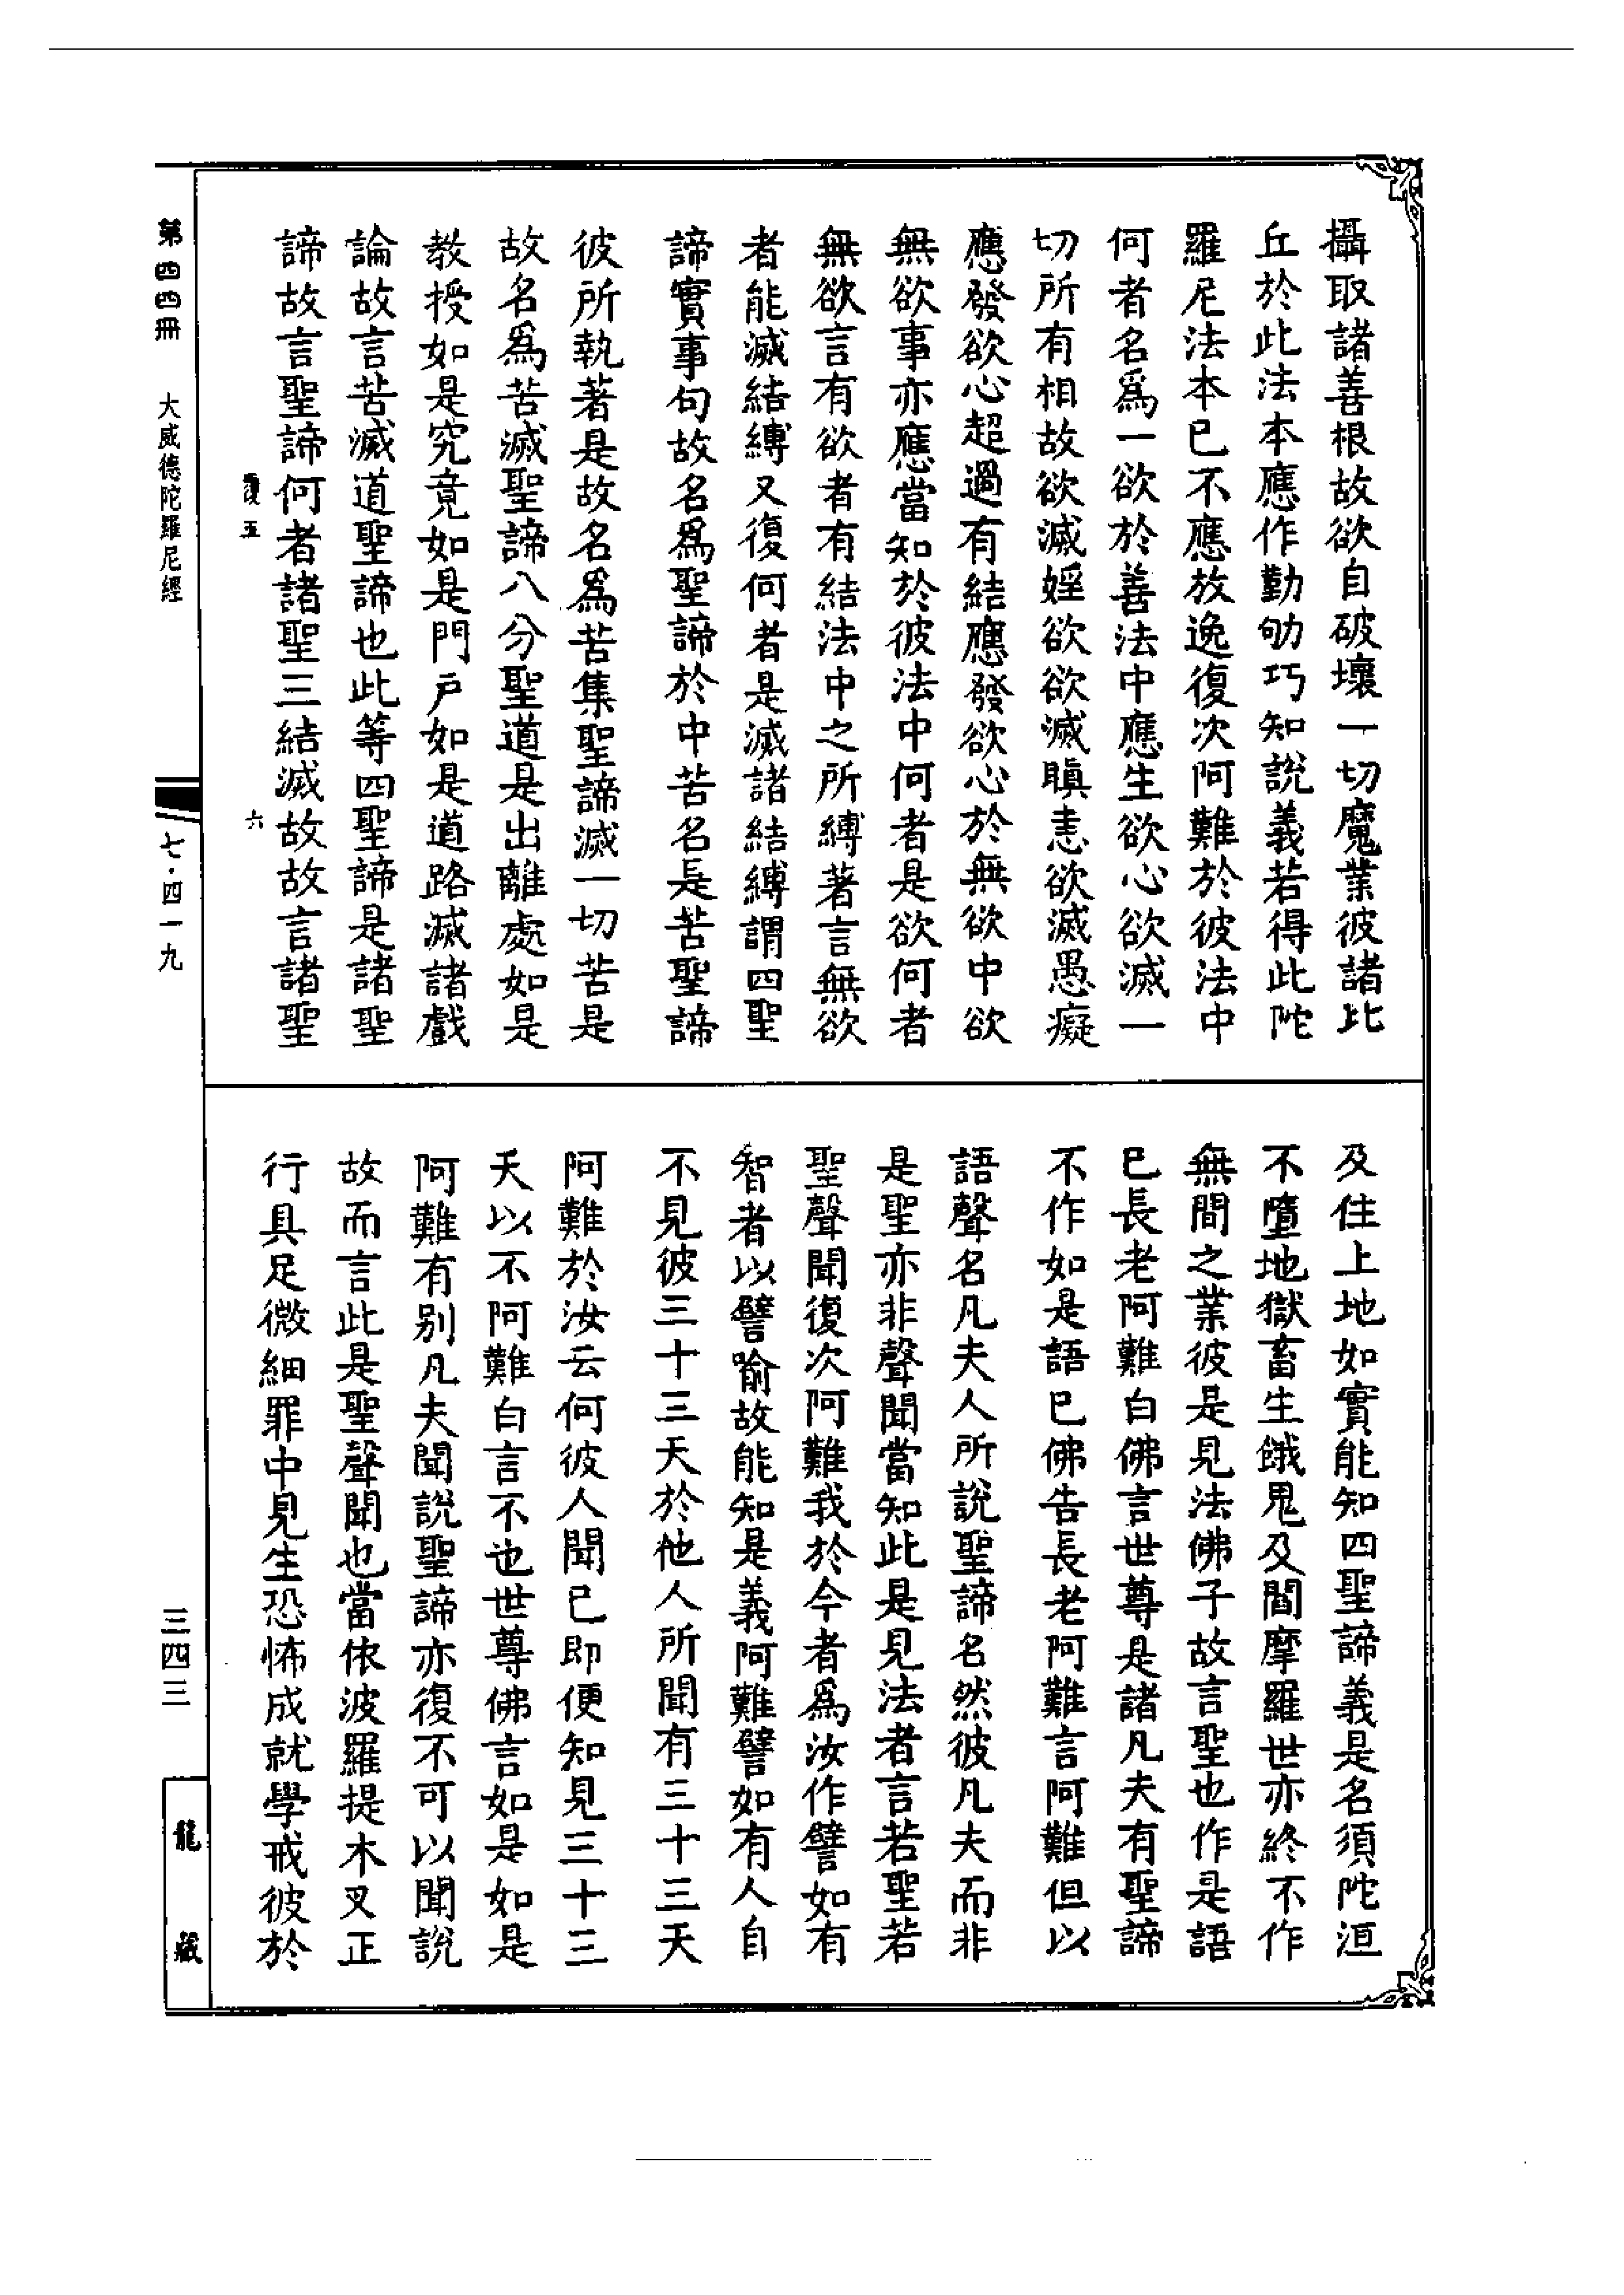 攝取諸善根故欲自破壞一切魔業彼諸比
丘於此法本應作勤劬巧知說義若得此陀
羅尼法本已不應放逸復次阿難於彼法中
何者名爲一欲於善法中應生欲心欲滅一
切所有相故欲滅婬欲欲滅瞋恚欲滅愚癡
應發欲心超過有結應發欲心於無欲中欲
無欲事亦應當知於彼法中何者是欲何者
無欲言有欲者有結法中之所縛著言無欲
者能滅結縛又復何者是滅諸結縛謂四聖
諦實事句故名爲聖諦於中苦名是苦聖諦
彼所執著是故名爲苦集聖諦滅一切苦是
故名爲苦滅聖諦八分聖道是出離處如是
教授如是究竟如是門戶如是道路滅諸戲
論故言苦滅道聖諦也此等四聖諦是諸聖
諦故言聖諦何者諸聖三結滅故故言諸聖
五
六
及住上地如實能知四聖諦義是名須陀洹
不墮地獄畜生餓鬼及閻摩羅世亦終不作
無間之業彼是見法佛子故言聖也作是語
已長老阿難白佛言世尊是諸凡夫有聖諦
不作如是語已佛告長老阿難言阿難但以
語聲名凡夫人所說聖諦名然彼凡夫而非
是聖亦非聲聞當知此是見法者言若聖若
聖聲聞復次阿難我於今者爲汝作譬如有
智者以譬喻故能知是義阿難譬如有人自
不見彼三十三天於他人所聞有三十三天
阿難於汝云何彼人聞已即便知見三十三
天以不阿難白言不也世尊佛言如是如是
阿難有別凡夫聞說聖諦亦復不可以聞說
故而言此是聖聲聞也當依波羅提木叉正
行具足微細罪中見生恐怖成就學戒彼於
第四四冊 大威德陀羅尼經
七·四一九
三四三
龍藏